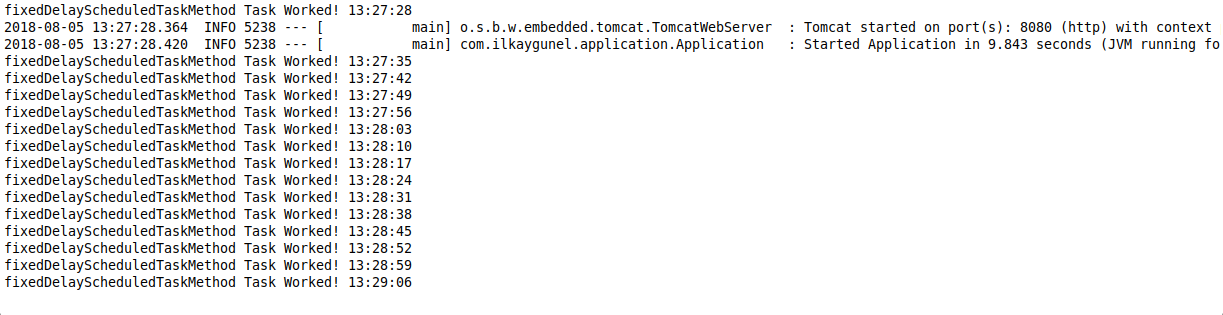 fixedDelayScheduledTaskMethod Task Worked! 13:27:28
2018-08-05 13:27:28.364  INFO 5238 --- [           main] o.s.b.w.embedded.tomcat.TomcatWebServer  : Tomcat started on port(s): 8080 (http) with context
2018-08-05 13:27:28.420  INFO 5238 --- [           main] com.ilkaygunel.application.Application   : Started Application in 9.843 seconds (JVM running fo
fixedDelayScheduledTaskMethod Task Worked! 13:27:35
fixedDelayScheduledTaskMethod Task Worked! 13:27:42
fixedDelayScheduledTaskMethod Task Worked! 13:27:49
fixedDelayScheduledTaskMethod Task Worked! 13:27:56
fixedDelayScheduledTaskMethod Task Worked! 13:28:03
fixedDelayScheduledTaskMethod Task Worked! 13:28:10
fixedDelayScheduledTaskMethod Task Worked! 13:28:17
fixedDelayScheduledTaskMethod Task Worked! 13:28:24
fixedDelayScheduledTaskMethod Task Worked! 13:28:31
fixedDelayScheduledTaskMethod Task Worked! 13:28:38
fixedDelayScheduledTaskMethod Task Worked! 13:28:45
fixedDelayScheduledTaskMethod Task Worked! 13:28:52
fixedDelayScheduledTaskMethod Task Worked! 13:28:59
fixedDelayScheduledTaskMethod Task Worked! 13:29:06